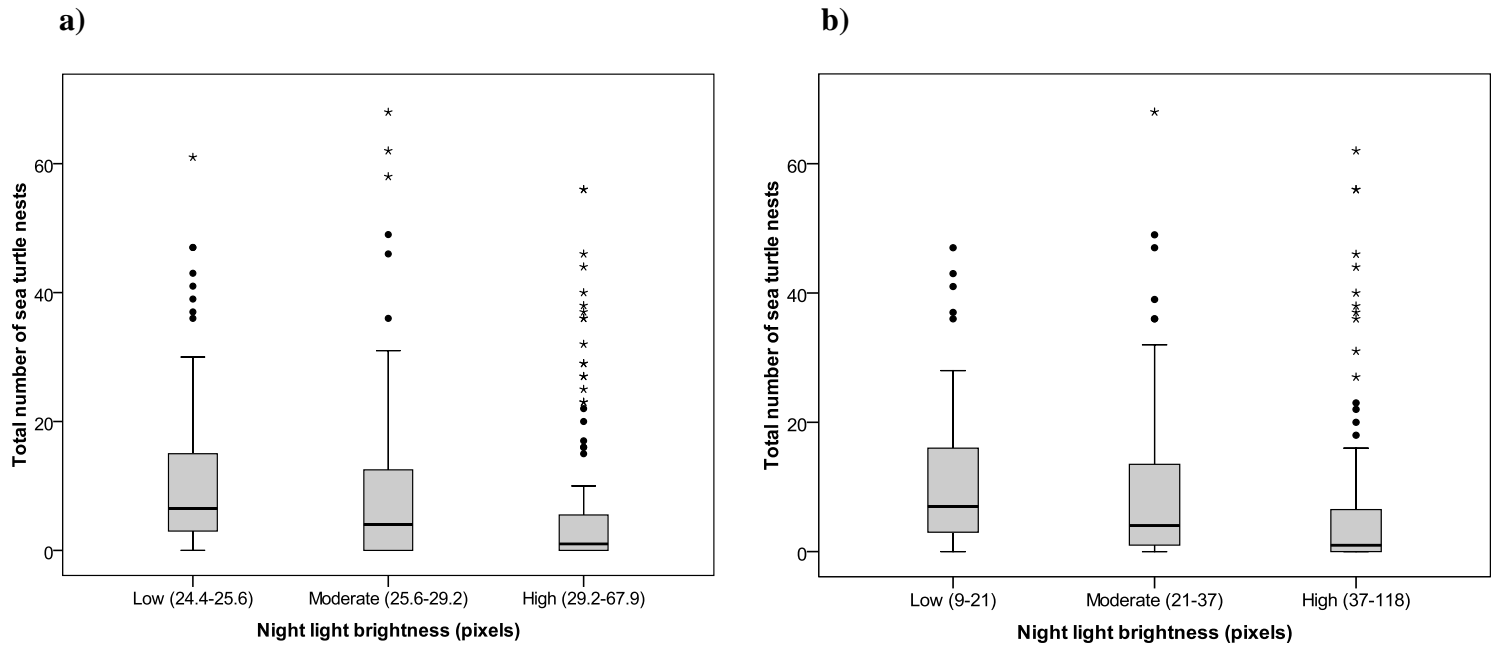 a)
Total number of sea turtle nests
60
40
20
0
Low (24.4-25.6) Moderate (25.6-29.2) High (29.2-67.9)
Night light brightness (pixels)
b)
Total number of sea turtle nests
60
40
20
0
Low (9-21) Moderate (21-37) High (37-118)
Night light brightness (pixels)